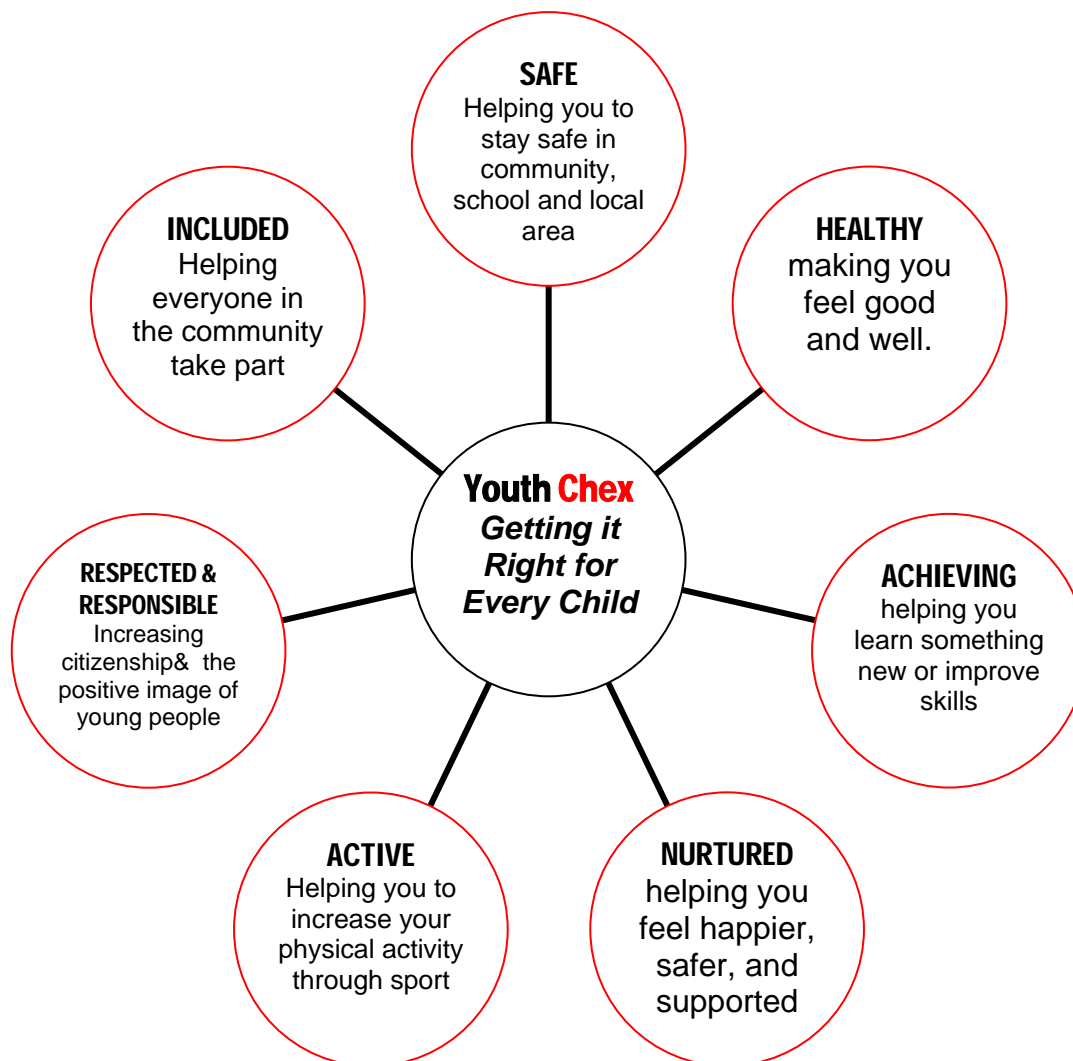 SAFE
Helping you to
stay safe in
community,
school and local
area
HEALTHY
making you
feel good
and well.
ACHIEVING
helping you
learn something
new or improve
skills
NURTURED
helping you
feel happier,
safer, and
supported
ACTIVE
Helping you to
increase your
physical activity
through sport
RESPECTED &
RESPONSIBLE
Increasing
citizenship& the
positive image of
young people
INCLUDED
Helping
everyone in
the community
take part
Youth Chex
Getting it
Right for
Every Child